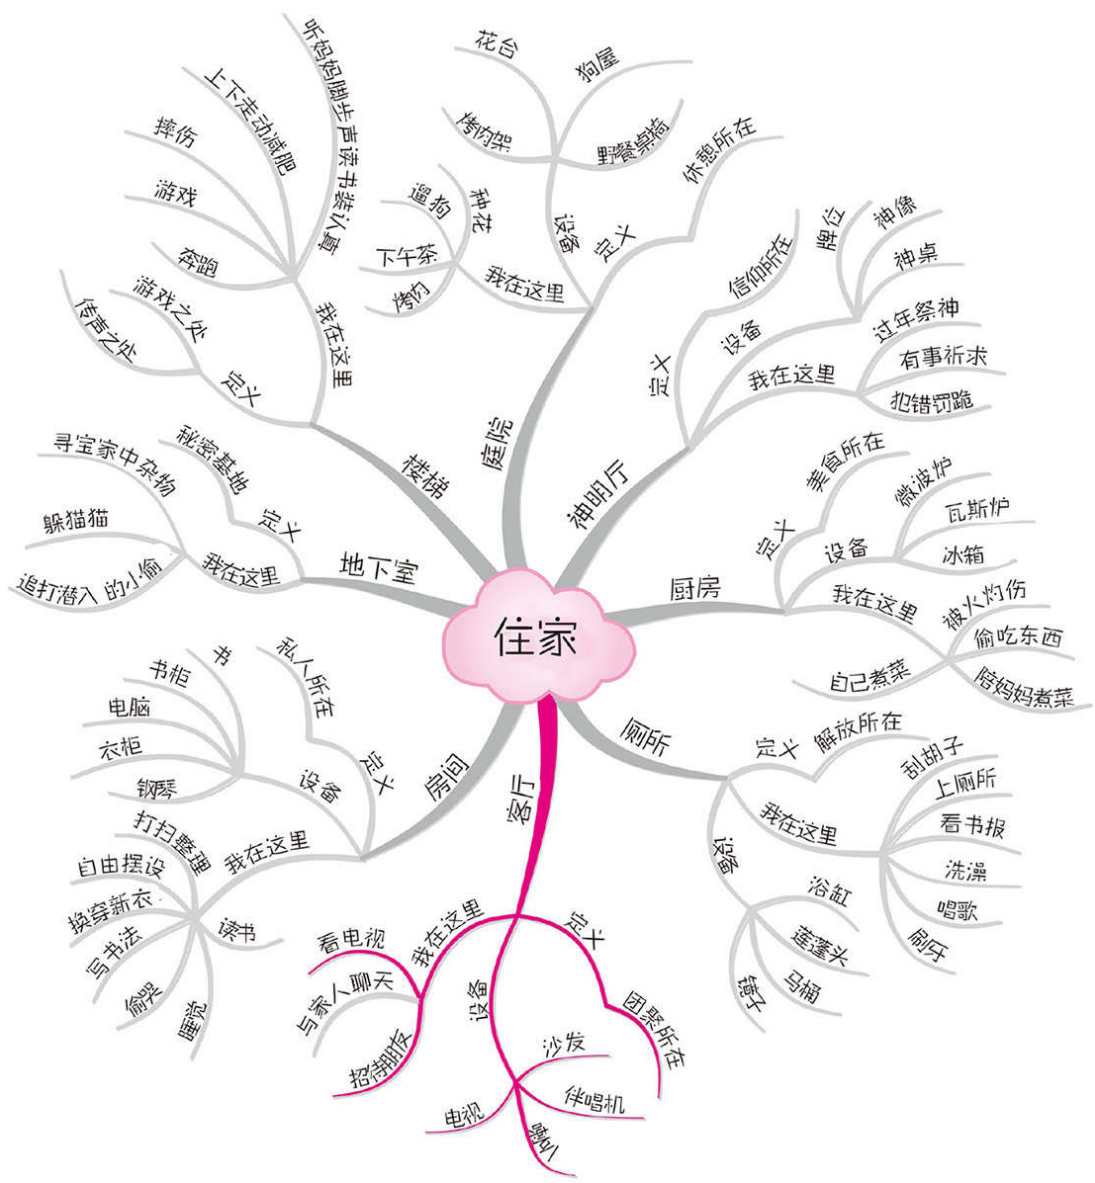 住家
庭院
定义
休憩所在
设备
花台
狗屋
烤肉架
野餐桌椅
我在这里
种花
遛狗
下午茶
烤肉
神明厅
定义
信仰所在
设备
牌位
神像
神桌
我在这里
过年祭神
有事祈求
犯错罚跪
厨房
定义
美食所在
设备
微波炉
瓦斯炉
冰箱
我在这里
被火灼伤
偷吃东西
陪妈妈煮菜
自己煮菜
厕所
定义
解放所在
我在这里
刮胡子
上厕所
看书报
洗澡
唱歌
刷牙
设备
浴缸
莲蓬头
马桶
镜子
客厅
定义
团聚所在
设备
沙发
伴唱机
电视
我在这里
看电视
与家人聊天
招待朋友
房间
定义
私人所在
设备
书
书柜
电脑
衣柜
钢琴
我在这里
打扫整理
自由摆设
换穿新衣
写书法
偷哭
睡觉
读书
地下室
定义
秘密基地
我在这里
寻宝家中杂物
躲猫猫
追打潜入 的小偷
楼梯
定义
游戏之处
传声之处
我在这里
听妈妈脚步声读书装认真
上下走动减肥
摔伤
游戏
奔跑